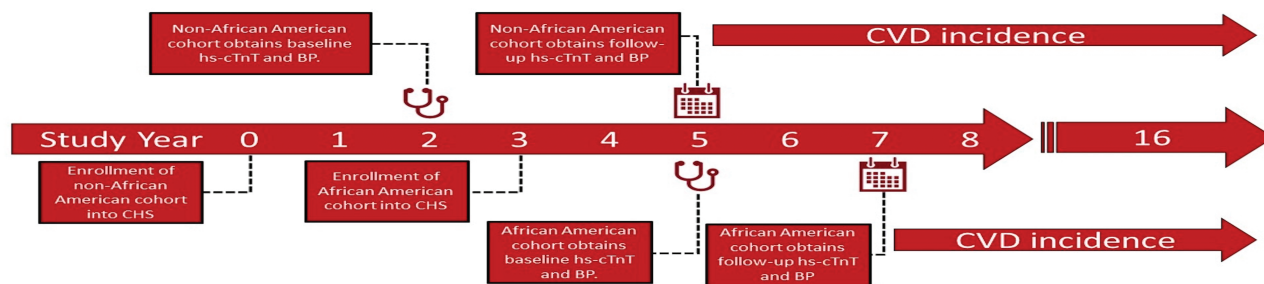 Non-African American
cohort obtains baseline
hs-cTnT and BP.
Non-African American
cohort obtains follow-
up hs-cTnT and BP
CVD incidence
Study Year 0 1 2 3 4 5 6 7 8 16
Enrollment of
non-African
American cohort
into CHS
Enrollment of
African American
cohort into CHS
African American
cohort obtains
baseline hs-cTnT
and BP.
African American
cohort obtains
follow-up hs-cTnT
and BP
CVD incidence